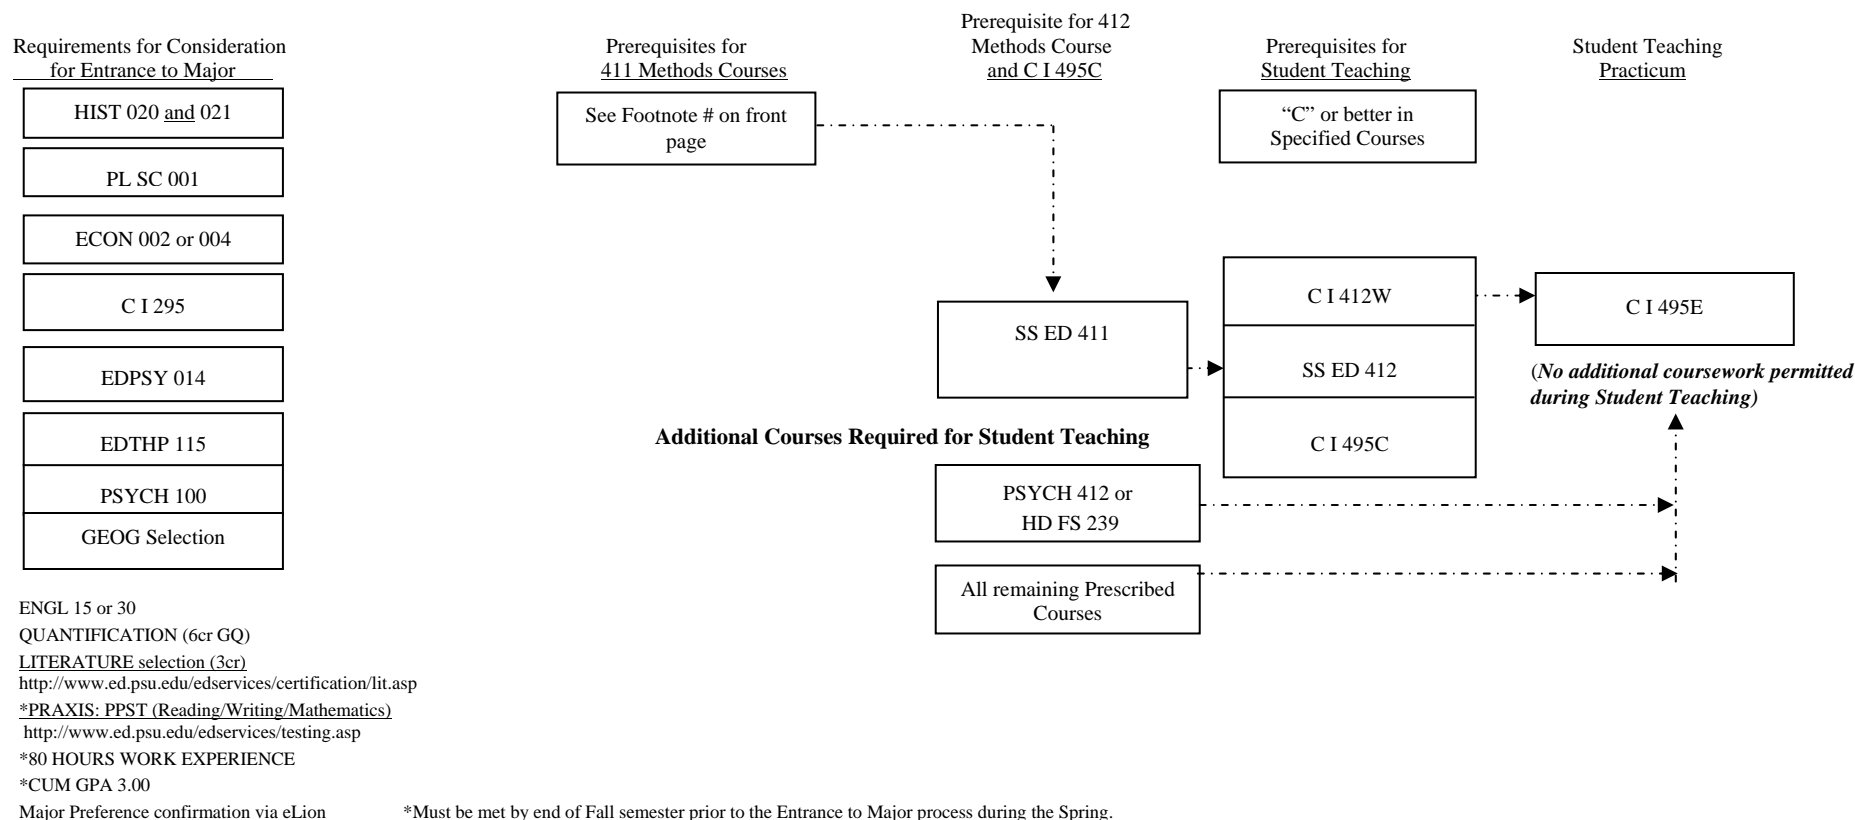 Requirements for Consideration
for Entrance to Major
HIST 020 and 021
PL SC 001
ECON 002 or 004
C I 295
EDPSY 014
EDTHP 115
PSYCH 100
GEOG Selection
ENGL 15 or 30
QUANTIFICATION (6cr GQ)
LITERATURE selection (3cr)
http://www.ed.psu.edu/edservices/certification/lit.asp
*PRAXIS: PPST (Reading/Writing/Mathematics)
http://www.ed.psu.edu/edservices/testing.asp
*80 HOURS WORK EXPERIENCE
*CUM GPA 3.00
Major Preference confirmation via eLion
*Must be met by end of Fall semester prior to the Entrance to Major process during the Spring.
Prerequisites for
411 Methods Courses
See Footnote # on front
page
Prerequisite for 412
Methods Course
and C I 495C
SS ED 411
Additional Courses Required for Student Teaching
PSYCH 412 or
HD FS 239
All remaining Prescribed
Courses
Prerequisites for
Student Teaching
“C” or better in
Specified Courses
C I 412W
SS ED 412
C I 495C
Student Teaching
Practicum
C I 495E
(No additional coursework permitted
during Student Teaching)